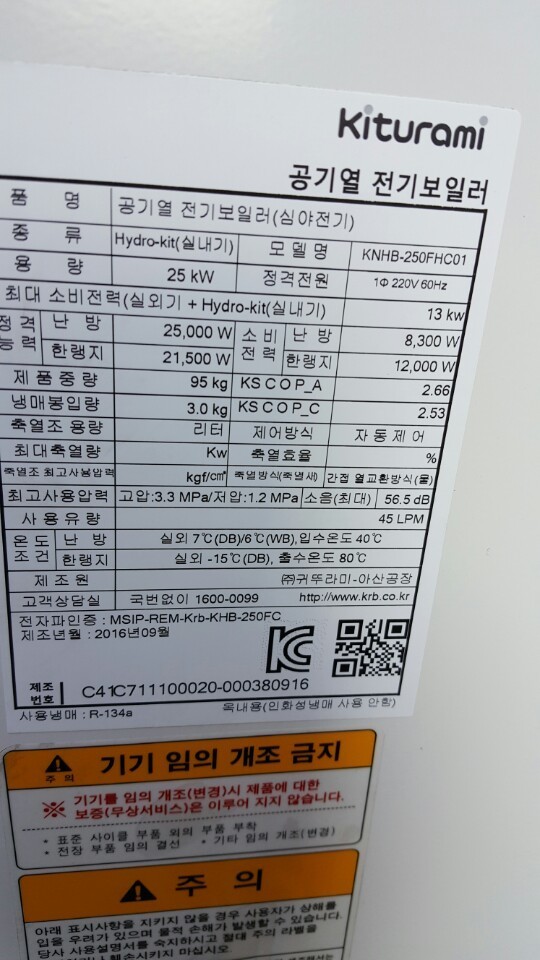 Kiturami
공기열 전기보일러
품 명 공기열 전기보일러(심야전기)
종 류 Hydro-kit(실내기) 모 델 명 KNHB-250FHC01
용 량 25 kW 정격전원 1Φ 220V 60Hz
최대 소비전력(실외기 + Hydro-kit(실내기) 13 kw
정격 능력 난 방 25,000 W 소비 전력 난 방 8,300 W
한랭지 21,500 W 한랭지 12,000 W
제 품 중 량 95 kg KS C O P_A 2.66
냉매봉입량 3.0 kg KS C O P_C 2.53
축열조 용량 리터 제어방식 자 동 제 어
최대축열량 Kw 축열효율 %
축열조 최고사용압력 kgf/㎠ 축열방식(축열새) 간접 열교환방식(물)
최고사용압력 고압:3.3 MPa/저압:1.2 MPa 소음(최대) 56.5 dB
사 용 유 량 45 LPM
온 도 조 건 난 방 실외 7℃(DB)/6℃(WB),입수온도 40℃
한랭지 실외 -15℃(DB), 출수온도 80℃
제 조 원 ㈜귀뚜라미-아산공장
고객상담실 국번없이 1600-0099 http://www.krb.co.kr
전자파인증 : MSIP-REM-Krb-KHB-250FC
제조년월 : 2016년09월
제조 번호 C41C711100020-000380916
사용냉매 : R-134a 옥내용(인화성냉매 사용 안함)
주 의 기기 임의 개조 금지
※ 기기를 임의 개조(변경)시 제품에 대한
보증(무상서비스)은 이루어 지지 않습니다.
* 표준 사이클 부품 외의 부품 부착
* 전장 부품 임의 결선 * 기타 임의 개조(변경)
주 의
아래 표시사항을 지키지 않을 경우 사용자가 상해를
입을 우려가 있으며 물적 손해가 발생할 수 있습니다.
당사 사용설명서를 숙지하시고 절대 주의 라벨을
훼손시키지 마십시오.